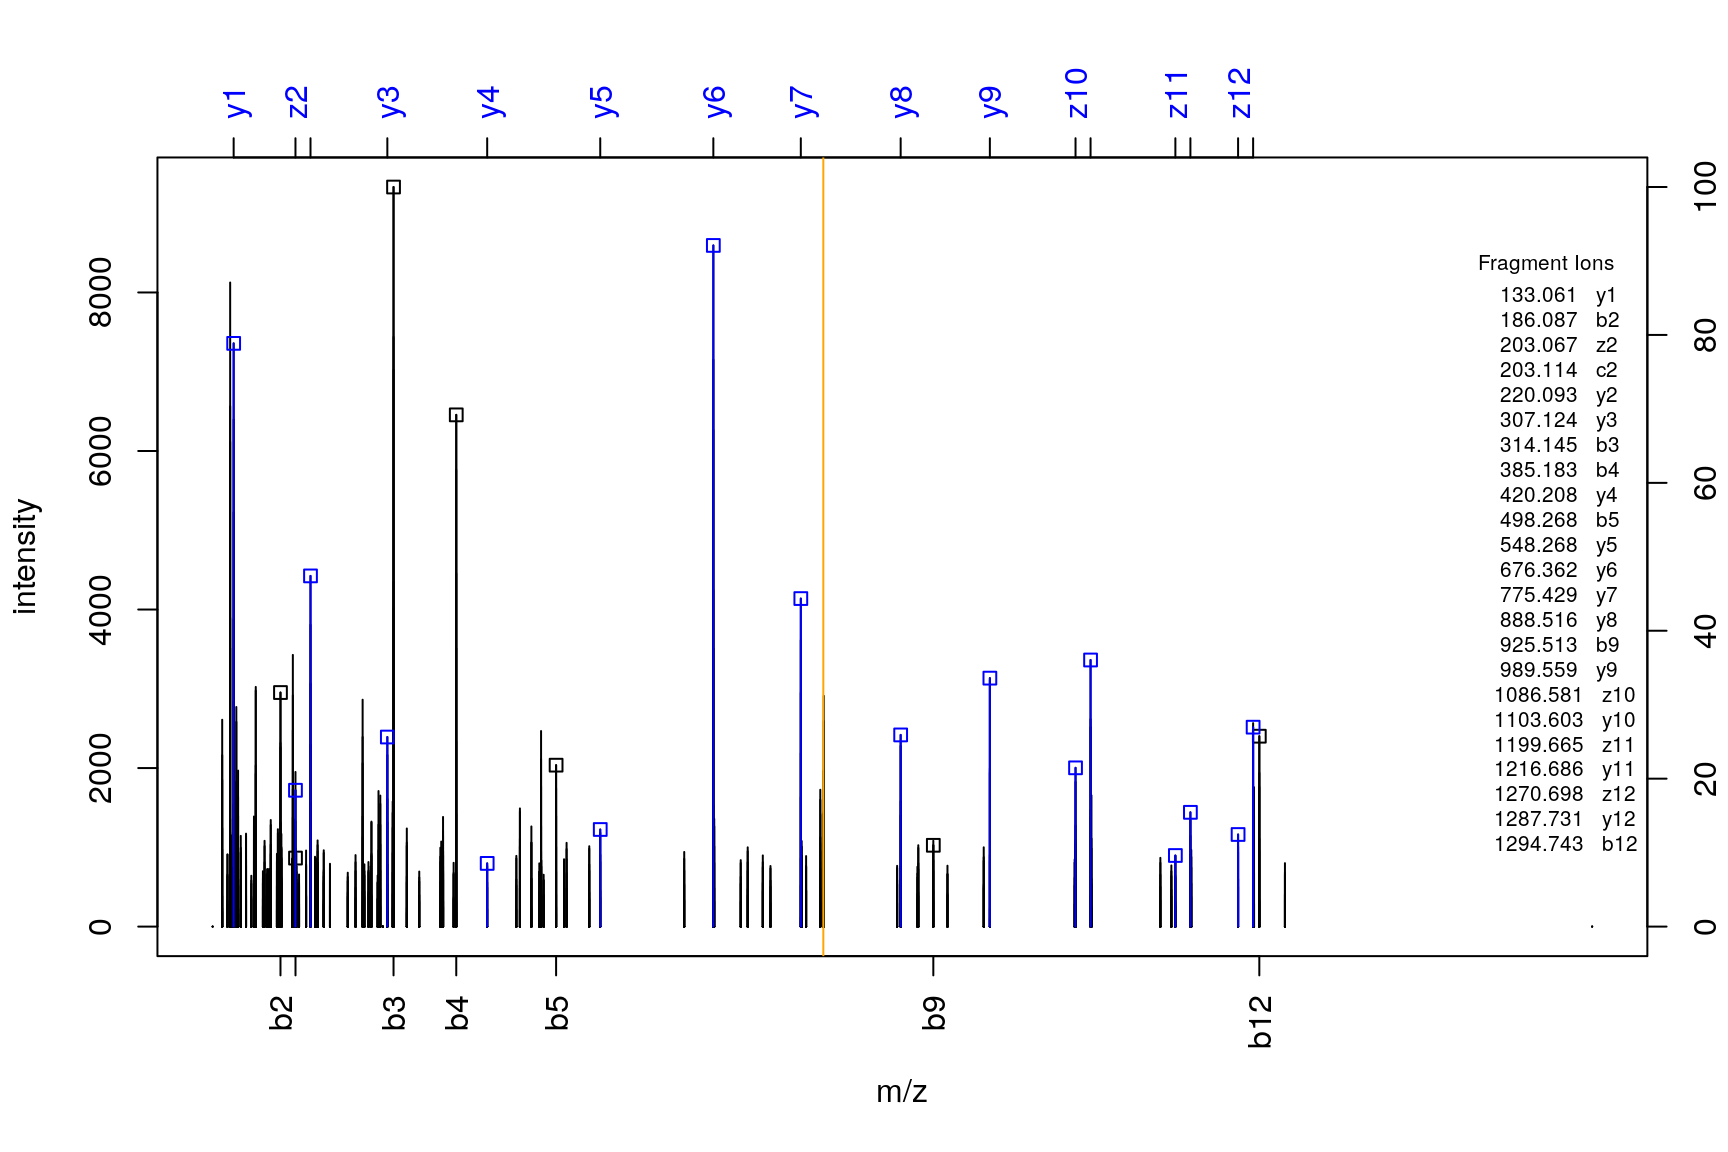 y1 z2 y3 y4 y5 y6 y7 y8 y9 z10 z11 z12
intensity
0 2000 4000 6000 8000
0 20 40 60 80 100
Fragment Ions
133.061 y1
186.087 b2
203.067 z2
203.114 c2
220.093 y2
307.124 y3
314.145 b3
385.183 b4
420.208 y4
498.268 b5
548.268 y5
676.362 y6
775.429 y7
888.516 y8
925.513 b9
989.559 y9
1086.581 z10
1103.603 y10
1199.665 z11
1216.686 y11
1270.698 z12
1287.731 y12
1294.743 b12
b2 b3 b4 b5 b9 b12
m/z